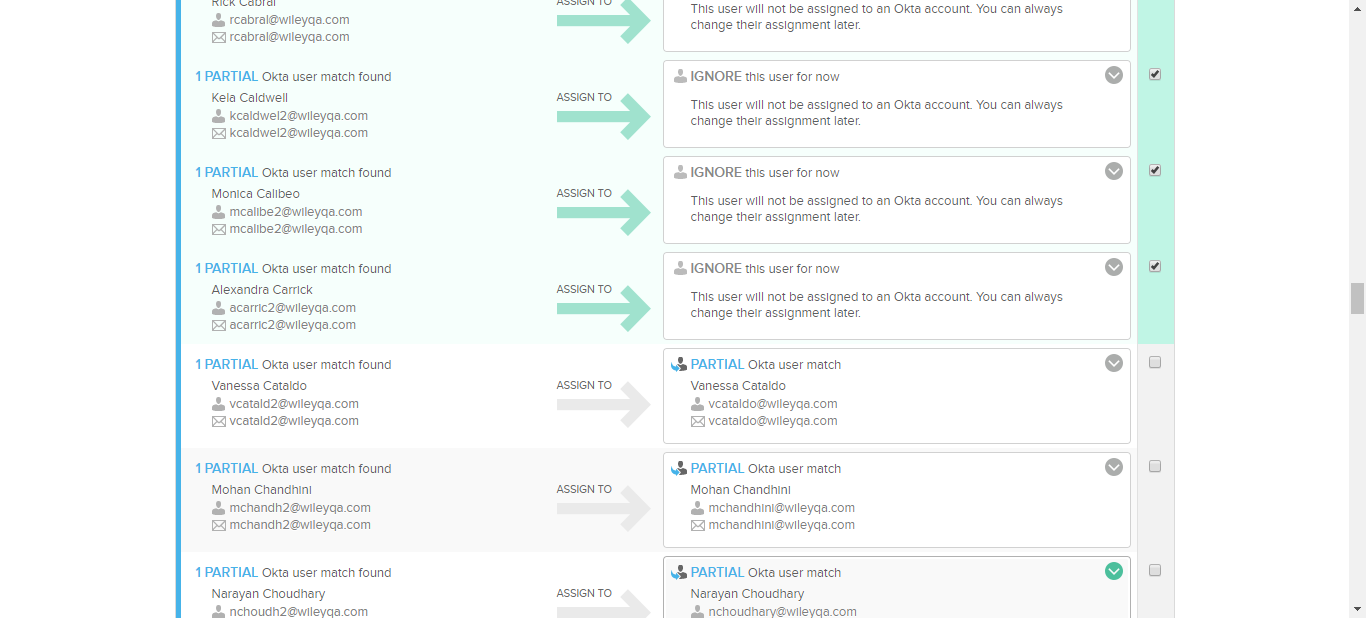 Rick Cabral
rcabral@wileyqa.com
rcabral@wileyqa.com
ASSIGN TO
This user will not be assigned to an Okta account. You can always
change their assignment later.
1 PARTIAL Okta user match found
Kela Caldwell
kcaldwel2@wileyqa.com
kcaldwel2@wileyqa.com
ASSIGN TO
IGNORE this user for now
This user will not be assigned to an Okta account. You can always
change their assignment later.
1 PARTIAL Okta user match found
Monica Calibeo
mcalibe2@wileyqa.com
mcalibe2@wileyqa.com
ASSIGN TO
IGNORE this user for now
This user will not be assigned to an Okta account. You can always
change their assignment later.
1 PARTIAL Okta user match found
Alexandra Carrick
acarric2@wileyqa.com
acarric2@wileyqa.com
ASSIGN TO
IGNORE this user for now
This user will not be assigned to an Okta account. You can always
change their assignment later.
1 PARTIAL Okta user match found
Vanessa Cataldo
vcatald2@wileyqa.com
vcatald2@wileyqa.com
ASSIGN TO
PARTIAL Okta user match
Vanessa Cataldo
vcataldo@wileyqa.com
vcataldo@wileyqa.com
1 PARTIAL Okta user match found
Mohan Chandhini
mchandh2@wileyqa.com
mchandh2@wileyqa.com
ASSIGN TO
PARTIAL Okta user match
Mohan Chandhini
mchandhini@wileyqa.com
mchandhini@wileyqa.com
1 PARTIAL Okta user match found
Narayan Choudhary
nchoudh2@wileyqa.com
ASSIGN TO
PARTIAL Okta user match
Narayan Choudhary
nchoudhary@wileyqa.com